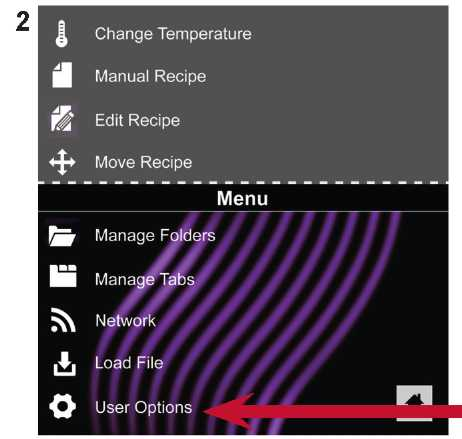 2
Change Temperature
Manual Recipe
Edit Recipe
Move Recipe
Menu
Manage Folders
Manage Tabs
Network
Load File
User Options